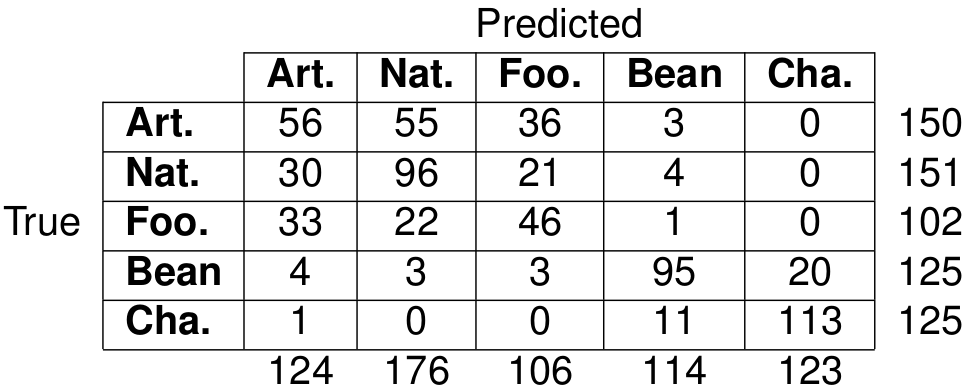 Predicted
Art. Nat. Foo. Bean Cha.
Art. 56 55 36 3 0 150
Nat. 30 96 21 4 0 151
True Foo. 33 22 46 1 0 102
Bean 4 3 3 95 20 125
Cha. 1 0 0 11 113 125
124 176 106 114 123